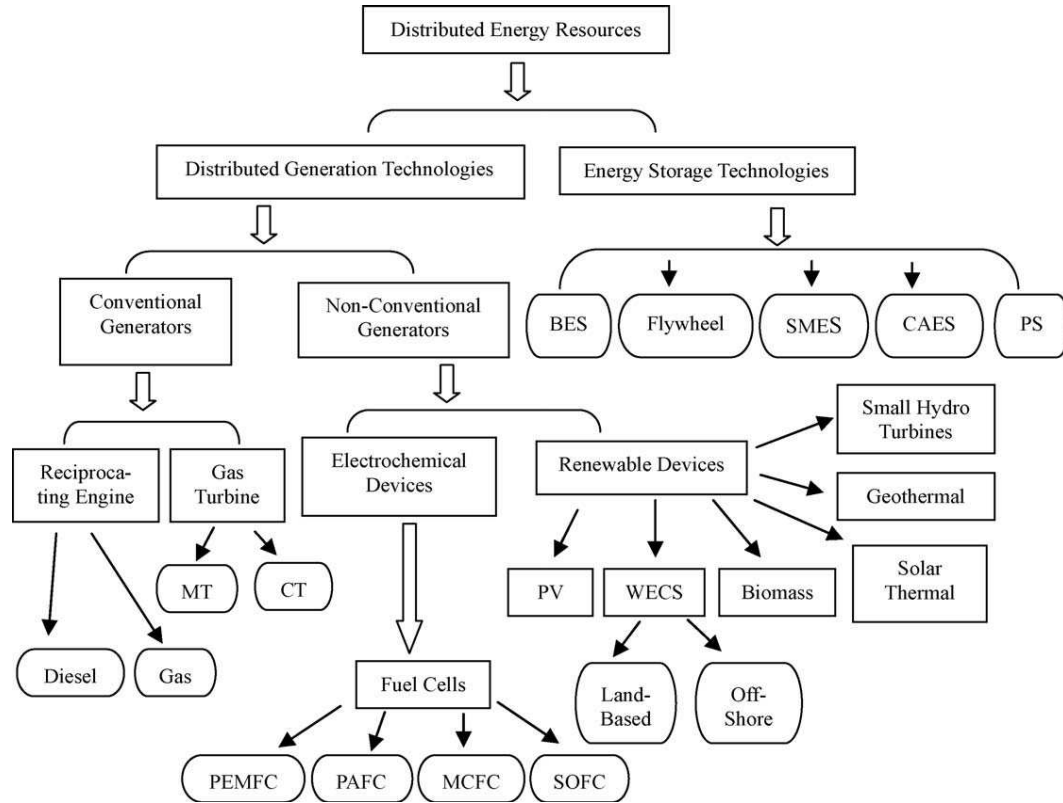 Distributed Energy Resources
Distributed Generation Technologies
Energy Storage Technologies
Conventional
Generators
Non-Conventional
Generators
BES
Flywheel
SMES
CAES
PS
Reciproca-
ting Engine
Gas
Turbine
Electrochemical
Devices
Renewable Devices
Small Hydro
Turbines
Geothermal
Solar
Thermal
MT
CT
PV
WECS
Biomass
Diesel
Gas
Fuel Cells
Land-
Based
Off-
Shore
PEMFC
PAFC
MCFC
SOFC